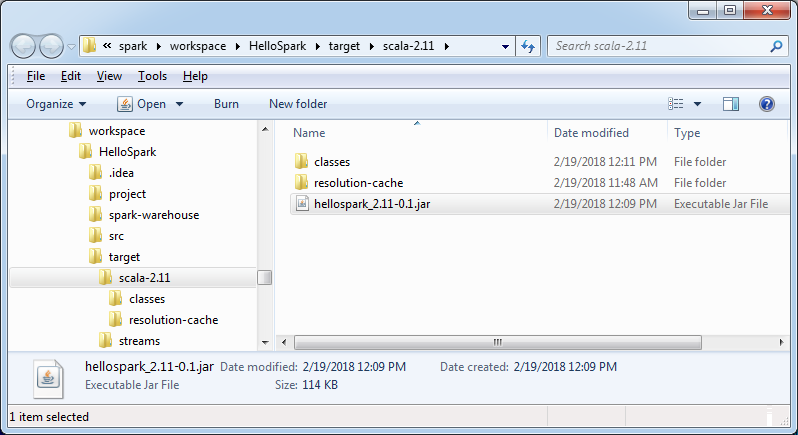 « spark ▸ workspace ▸ HelloSpark ▸ target ▸ scala-2.11 ▸ Search scala-2.11
File Edit View Tools Help
Organize ▾ Open ▾ Burn New folder
workspace
HelloSpark
.idea
project
spark-warehouse
src
target
scala-2.11
classes
resolution-cache
streams
Name Date modified Type
classes 2/19/2018 12:11 PM File folder
resolution-cache 2/19/2018 11:48 AM File folder
hellospark_2.11-0.1.jar 2/19/2018 12:09 PM Executable Jar File
hellospark_2.11-0.1.jar Date modified: 2/19/2018 12:09 PM Date created: 2/19/2018 12:09 PM
Executable Jar File Size: 114 KB
1 item selected